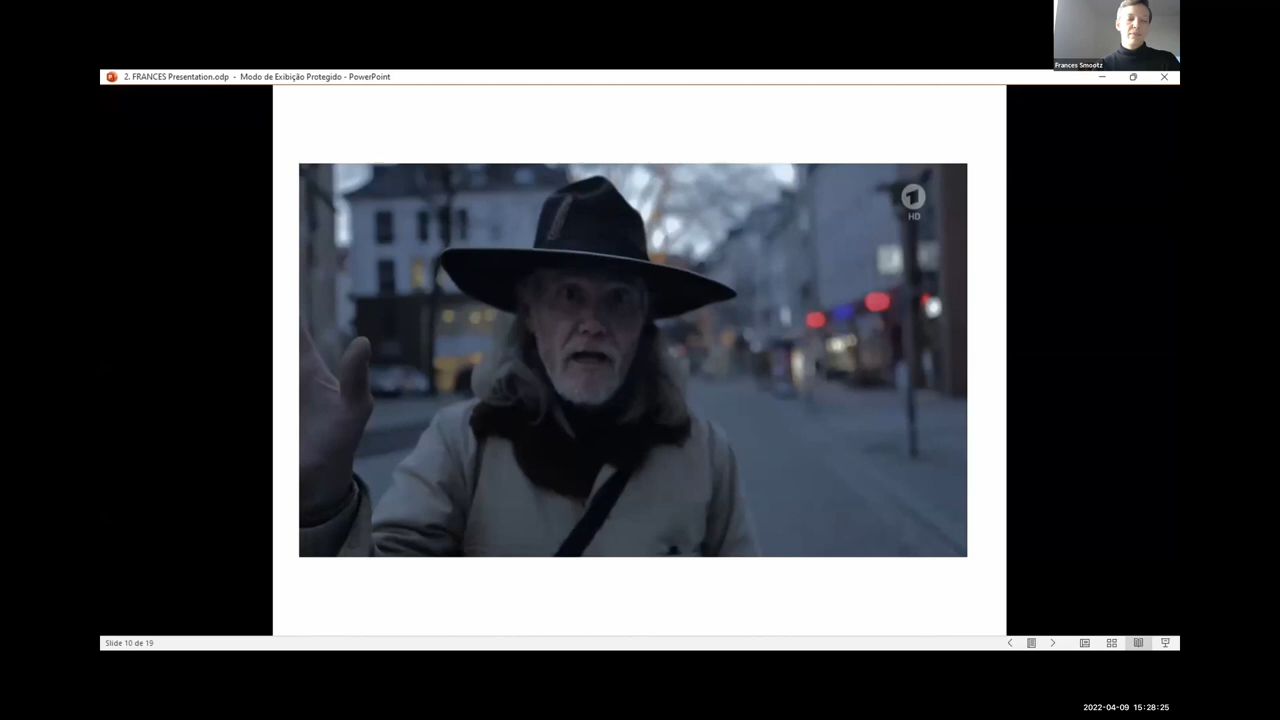 Frances Smootz
2. FRANCES Presentation.odp - Modo de Exibição Protegido - PowerPoint
1
HD
Slide 10 de 19
2022-04-09 15:28:25